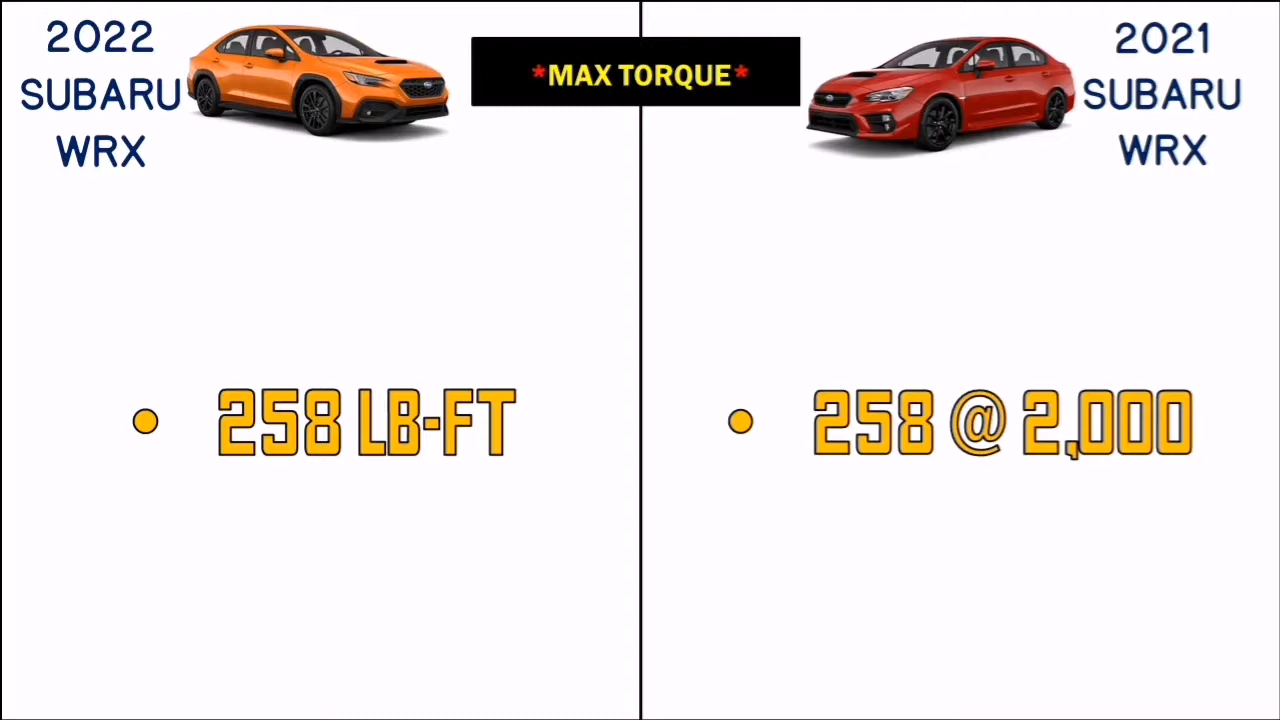 2022
SUBARU
WRX
*MAX TORQUE*
2021
SUBARU
WRX
• 258 LB-FT
• 258 @ 2,000